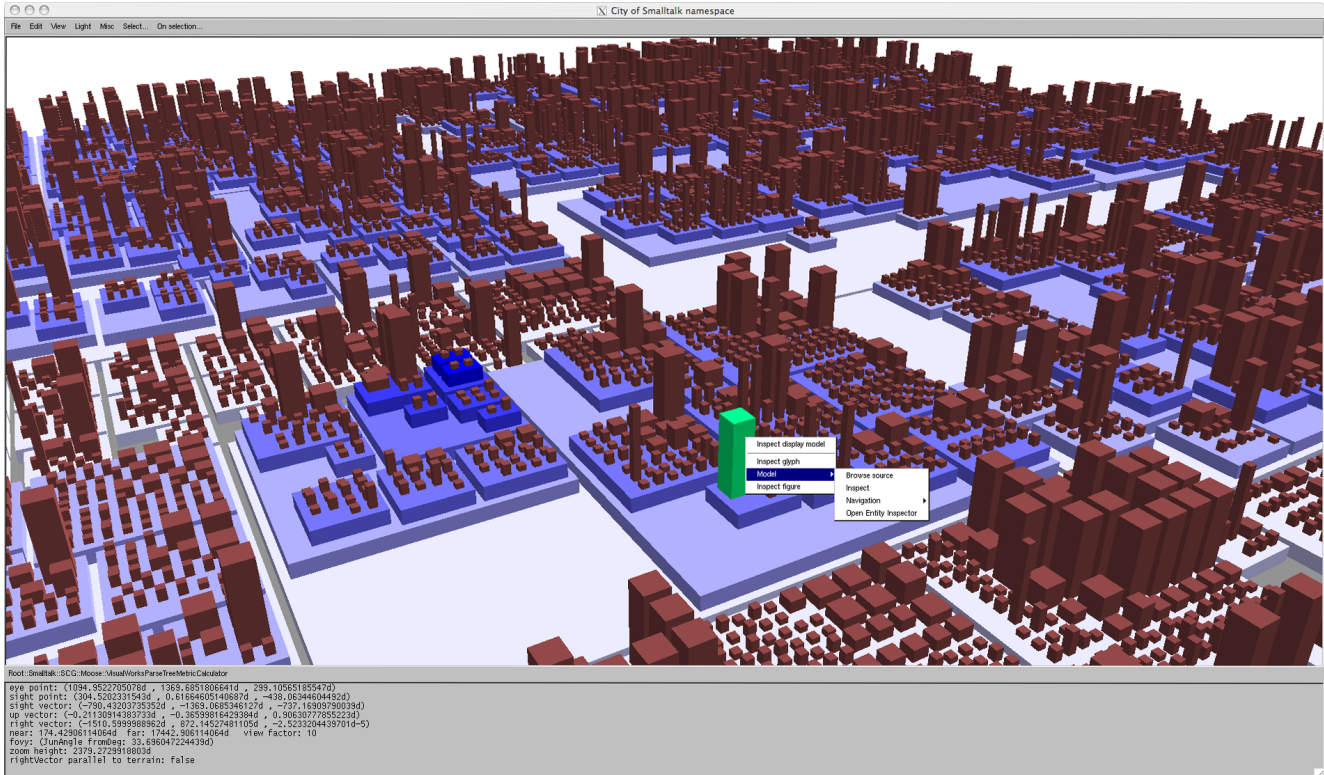 City of Smalltalk namespace
File Edit View Light Misc Select... On selection...
Inspect display model
Inspect glyph
Model
Inspect figure
Browse source
Inspect
Navigation
Open Entity Inspector
Root::Smalltalk::SCG::Moose::VisualWorksParseTreeMetricCalculator
eye point: (1094.9522705078d , 1369.6851806641d , 299.10565185547d)
sight point: (304.5202331543d , 0.61664605140687d , -438.06344604492d)
sight vector: (-790.43203735352d , -1369.0685346127d , -737.16909790039d)
up vector: (-0.21130914383733d , -0.36599816429384d , 0.90630777855223d)
right vector: (-1510.5999988962d , 872.14527481105d , -2.5233204439701d-5)
near: 174.42906114064d far: 17442.906114064d view factor: 10
fovy: (JunAngle fromDeg: 33.696047224439d)
zoom height: 2379.2729918803d
rightVector parallel to terrain: false